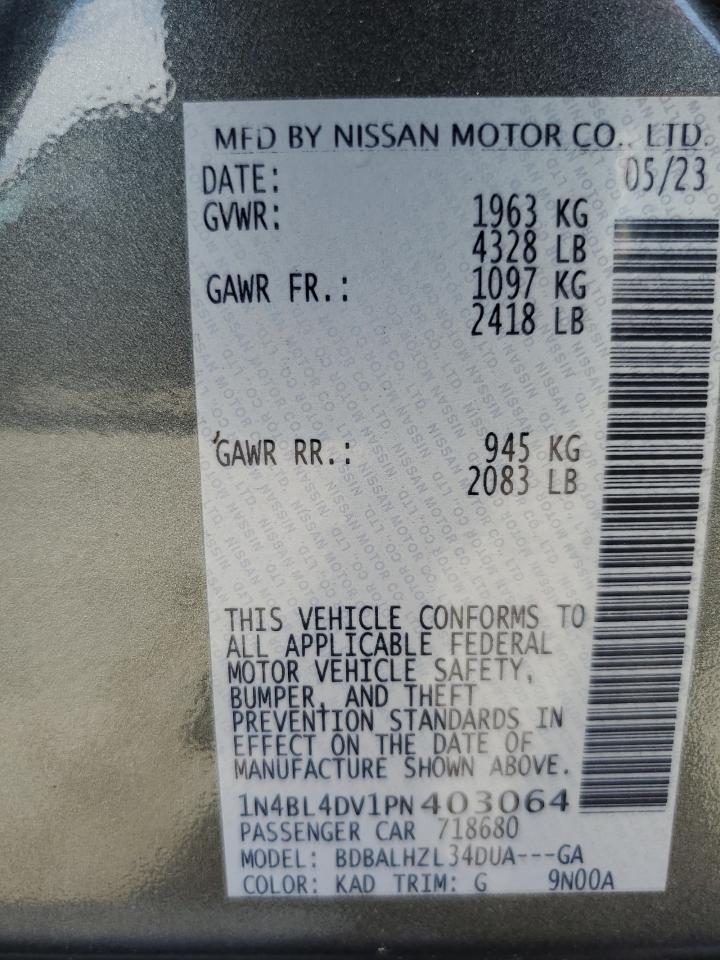 MFD BY NISSAN MOTOR CO., LTD.
DATE: 05/23
GVWR: 1963 KG
4328 LB
GAWR FR.: 1097 KG
2418 LB
GAWR RR.: 945 KG
2083 LB
THIS VEHICLE CONFORMS TO
ALL APPLICABLE FEDERAL
MOTOR VEHICLE SAFETY,
BUMPER, AND THEFT
PREVENTION STANDARDS IN
EFFECT ON THE DATE OF
MANUFACTURE SHOWN ABOVE.
1N4BL4DV1PN403064
PASSENGER CAR 718680
MODEL: BDBALHZL34DUA---GA
COLOR: KAD TRIM: G 9N00A